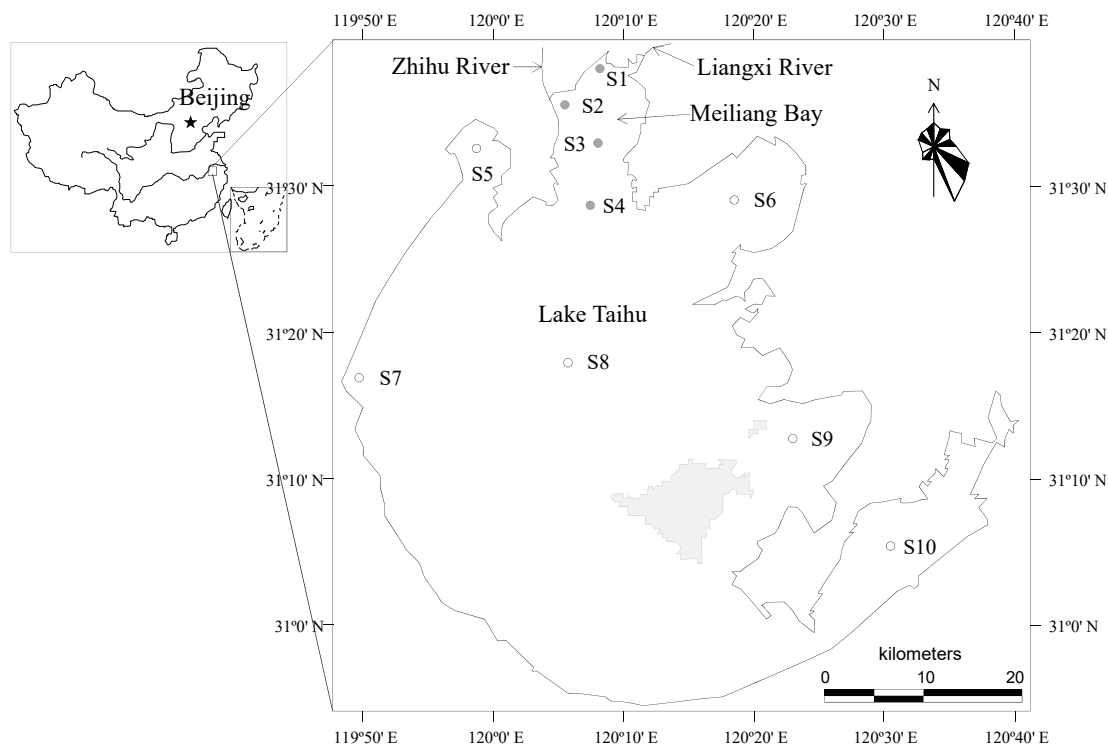 119°50' E 120°0' E 120°10' E 120°20' E 120°30' E 120°40' E
Zhihu River
Liangxi River
Beijing
S1
S2
Meiliang Bay
S3
N
S5
31°30' N
S4
S6
31°30' N
Lake Taihu
31°20' N
31°20' N
S8
S7
S9
31°10' N
31°10' N
S10
31°0' N
31°0' N
kilometers
0 10 20
119°50' E 120°0' E 120°10' E 120°20' E 120°30' E 120°40' E